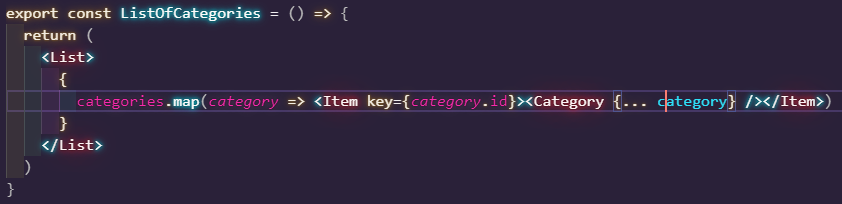 export const ListOfCategories = () => {
  return (
    <List>
      {
        categories.map(category => <Item key={category.id}><Category {... category} /></Item>)
      }
    </List>
  )
}